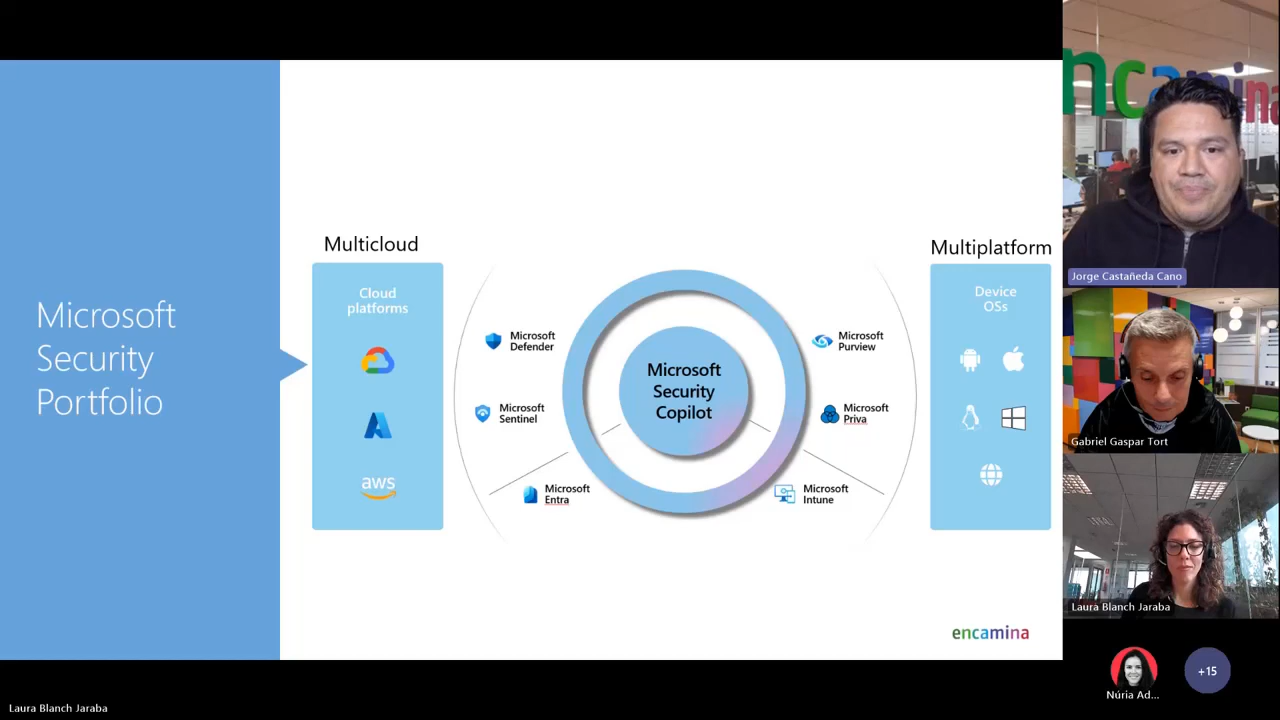 Microsoft
Security
Portfolio
Multicloud
Cloud
platforms
aws
Microsoft
Defender
Microsoft
Sentinel
Microsoft
Entra
Microsoft
Security
Copilot
Microsoft
Purview
Microsoft
Priva
Microsoft
Intune
Multiplatform
Device
OSs
encamina
encamina
Jorge Castañeda Cano
Gabriel Gaspar Tort
Laura Blanch Jaraba
Núria Ad...
+15
Laura Blanch Jaraba